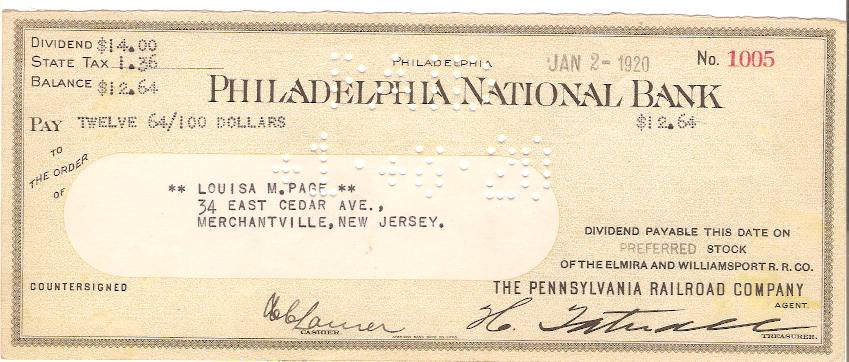 DIVIDEND $14.00
STATE TAX 1.36
BALANCE $12.64
PHILADELPHIA JAN 2- 1920 No. 1005
PHILADELPHIA NATIONAL BANK
PAY TWELVE 64/100 DOLLARS $12.64
TO
THE ORDER
OF
** LOUISA M. PAGE **
34 EAST CEDAR AVE.,
MERCHANTVILLE, NEW JERSEY.
DIVIDEND PAYABLE THIS DATE ON
PREFERRED STOCK
OF THE ELMIRA AND WILLIAMSPORT R. R. CO.
COUNTERSIGNED
THE PENNSYLVANIA RAILROAD COMPANY
AGENT.
CASHIER
TREASURER.